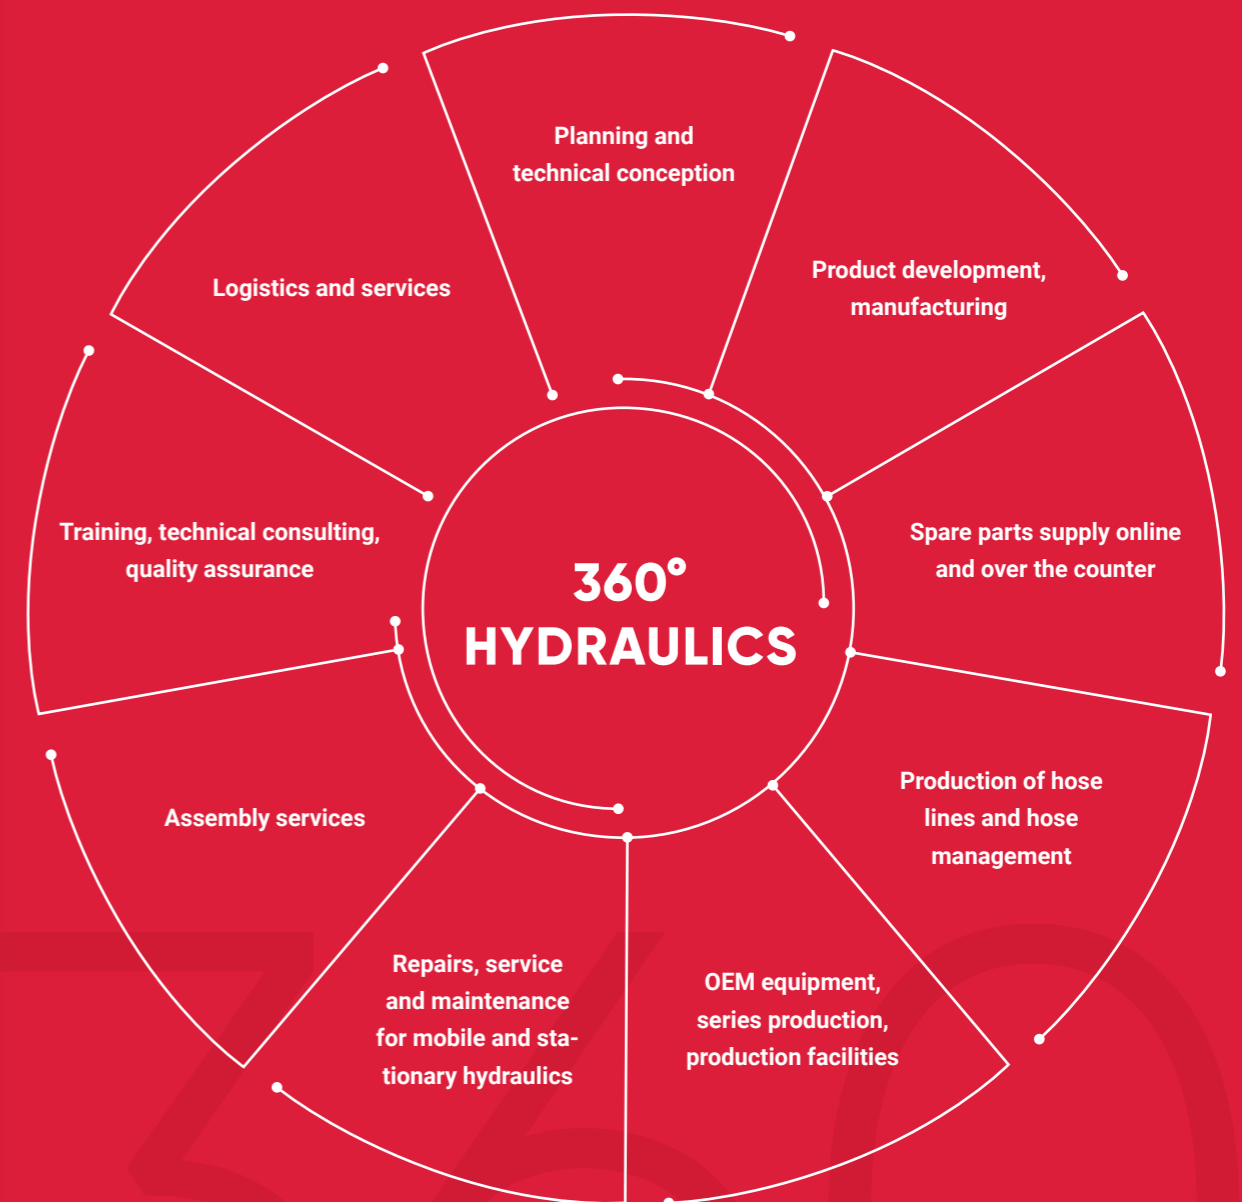 Planning and
technical conception
Product development,
manufacturing
Logistics and services
Spare parts supply online
and over the counter
Training, technical consulting,
quality assurance
360°
HYDRAULICS
Production of hose
lines and hose
management
Assembly services
Repairs, service
and maintenance
for mobile and sta-
tionary hydraulics
OEM equipment,
series production,
production facilities
360